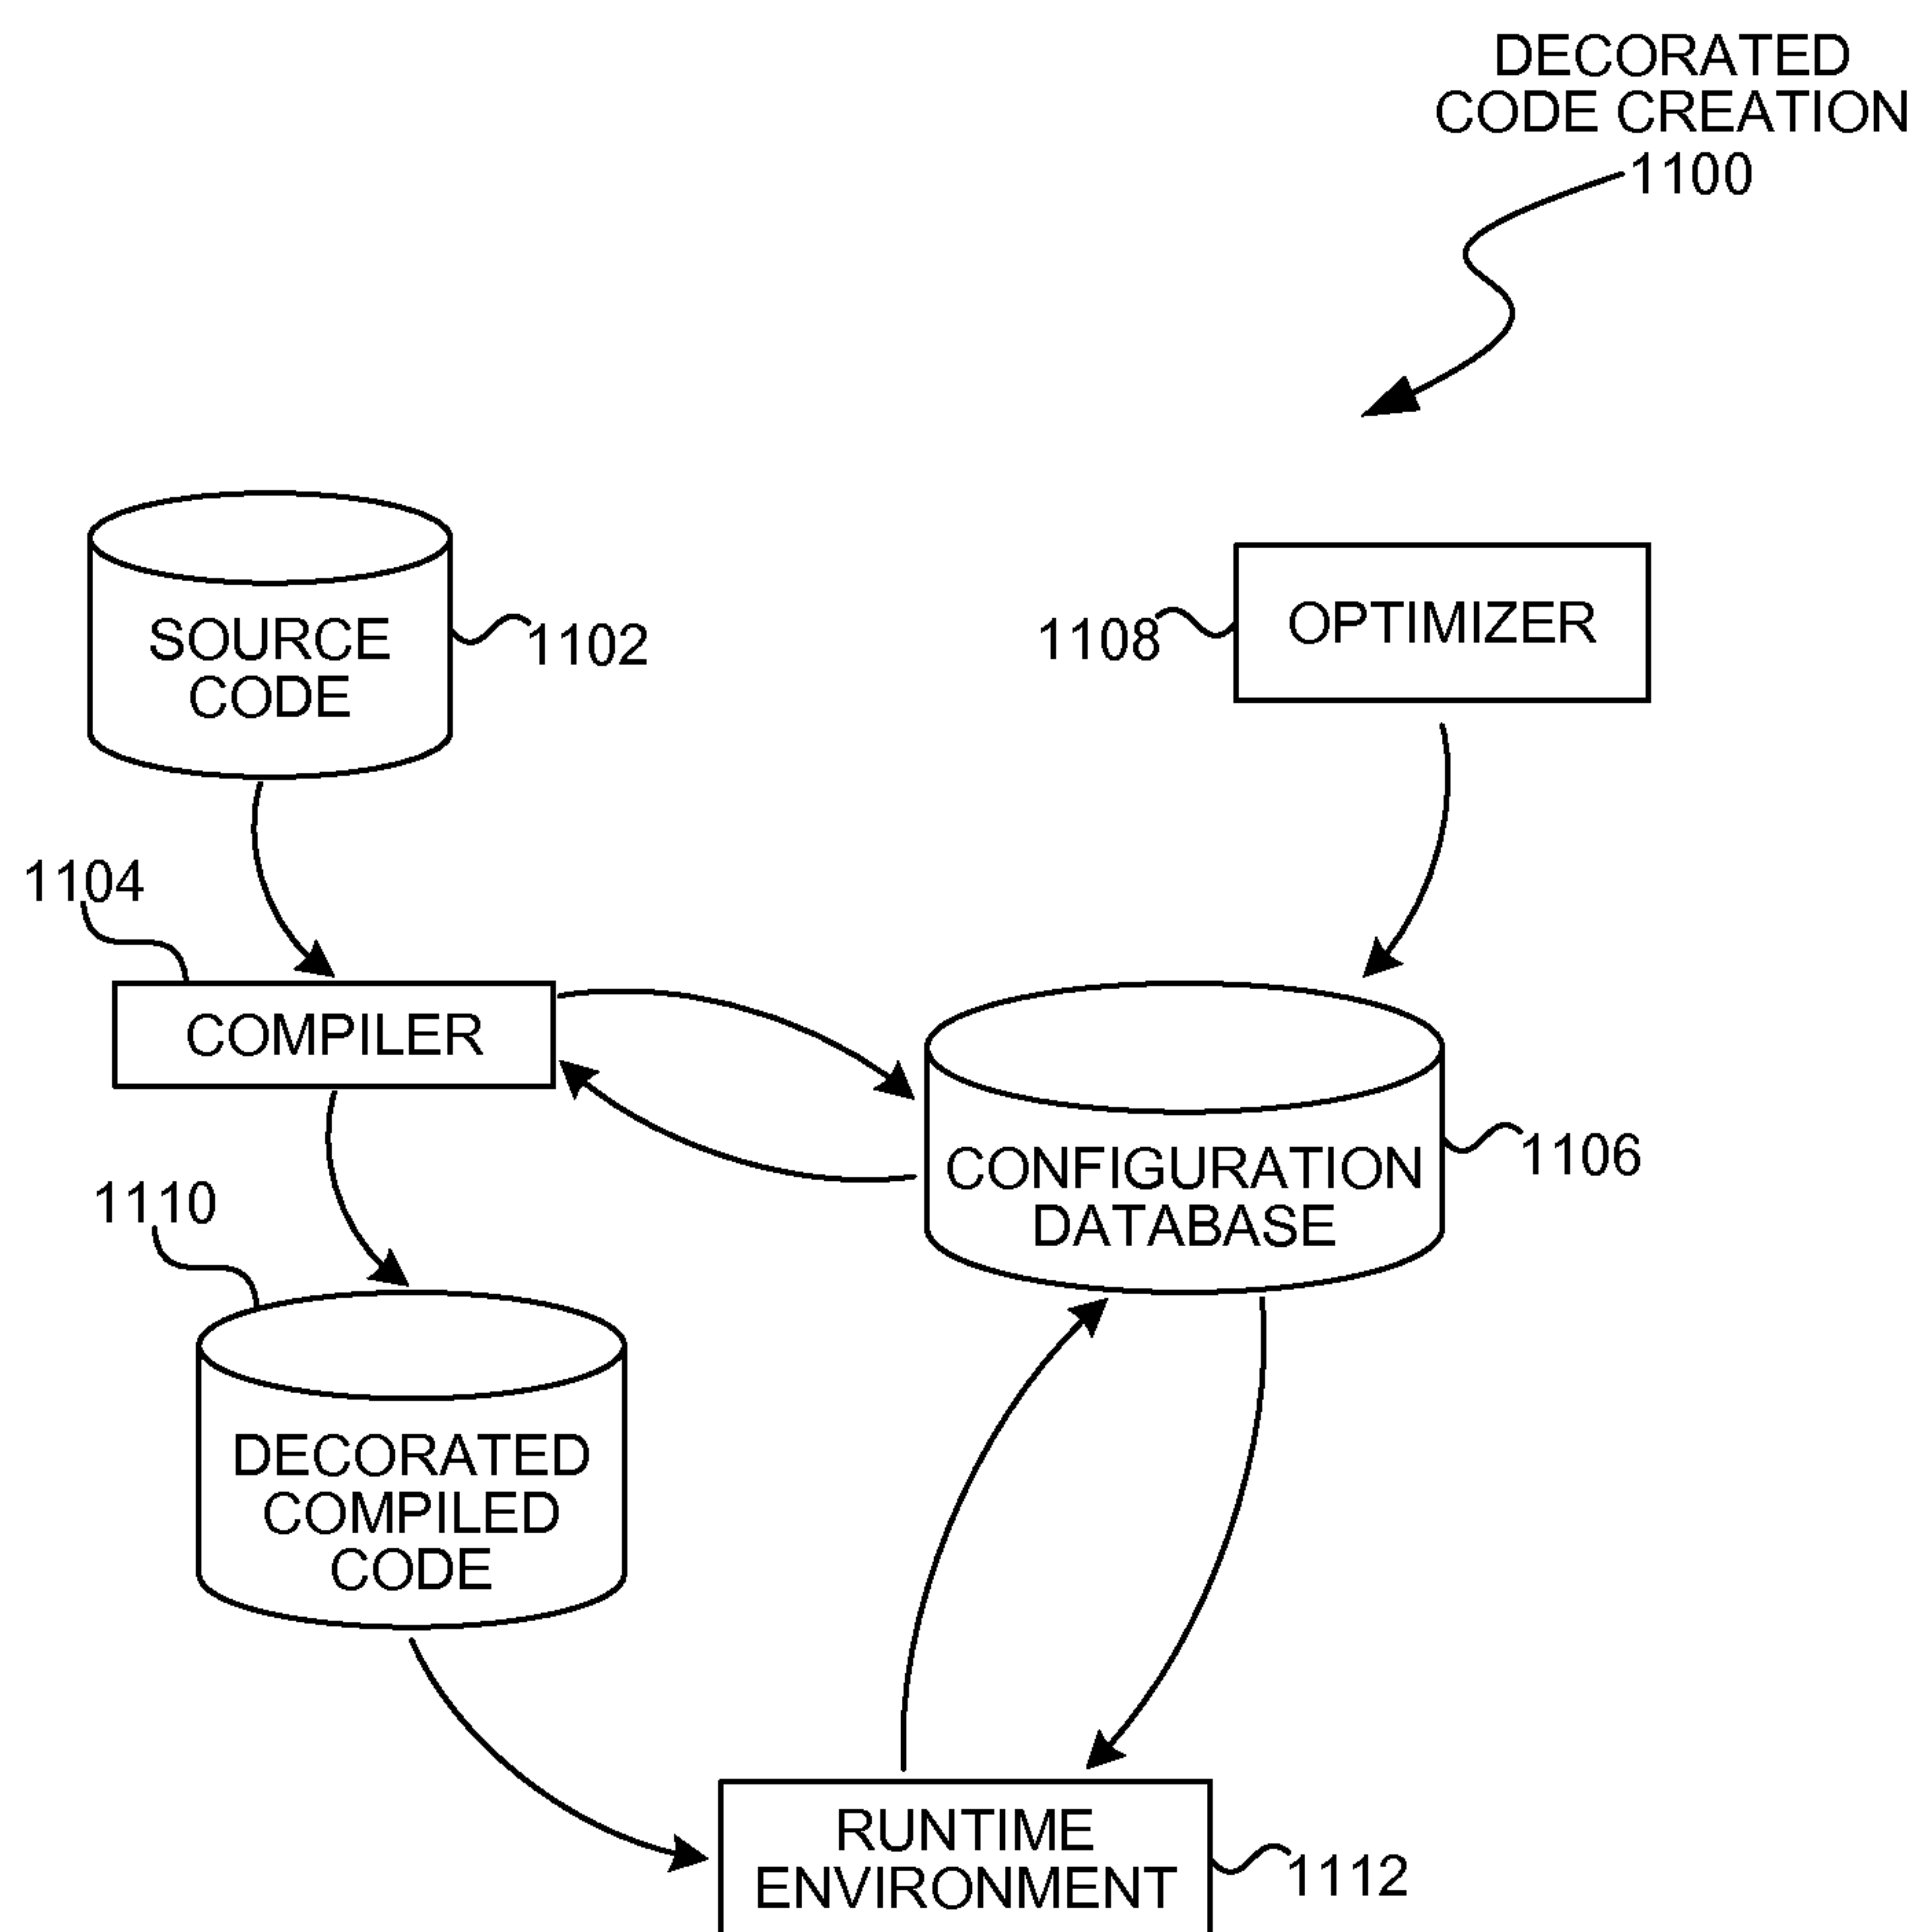 DECORATED
CODE CREATION
1100
SOURCE
CODE
1102
1108
OPTIMIZER
1104
COMPILER
CONFIGURATION
DATABASE
1106
1110
DECORATED
COMPILED
CODE
RUNTIME
ENVIRONMENT
1112